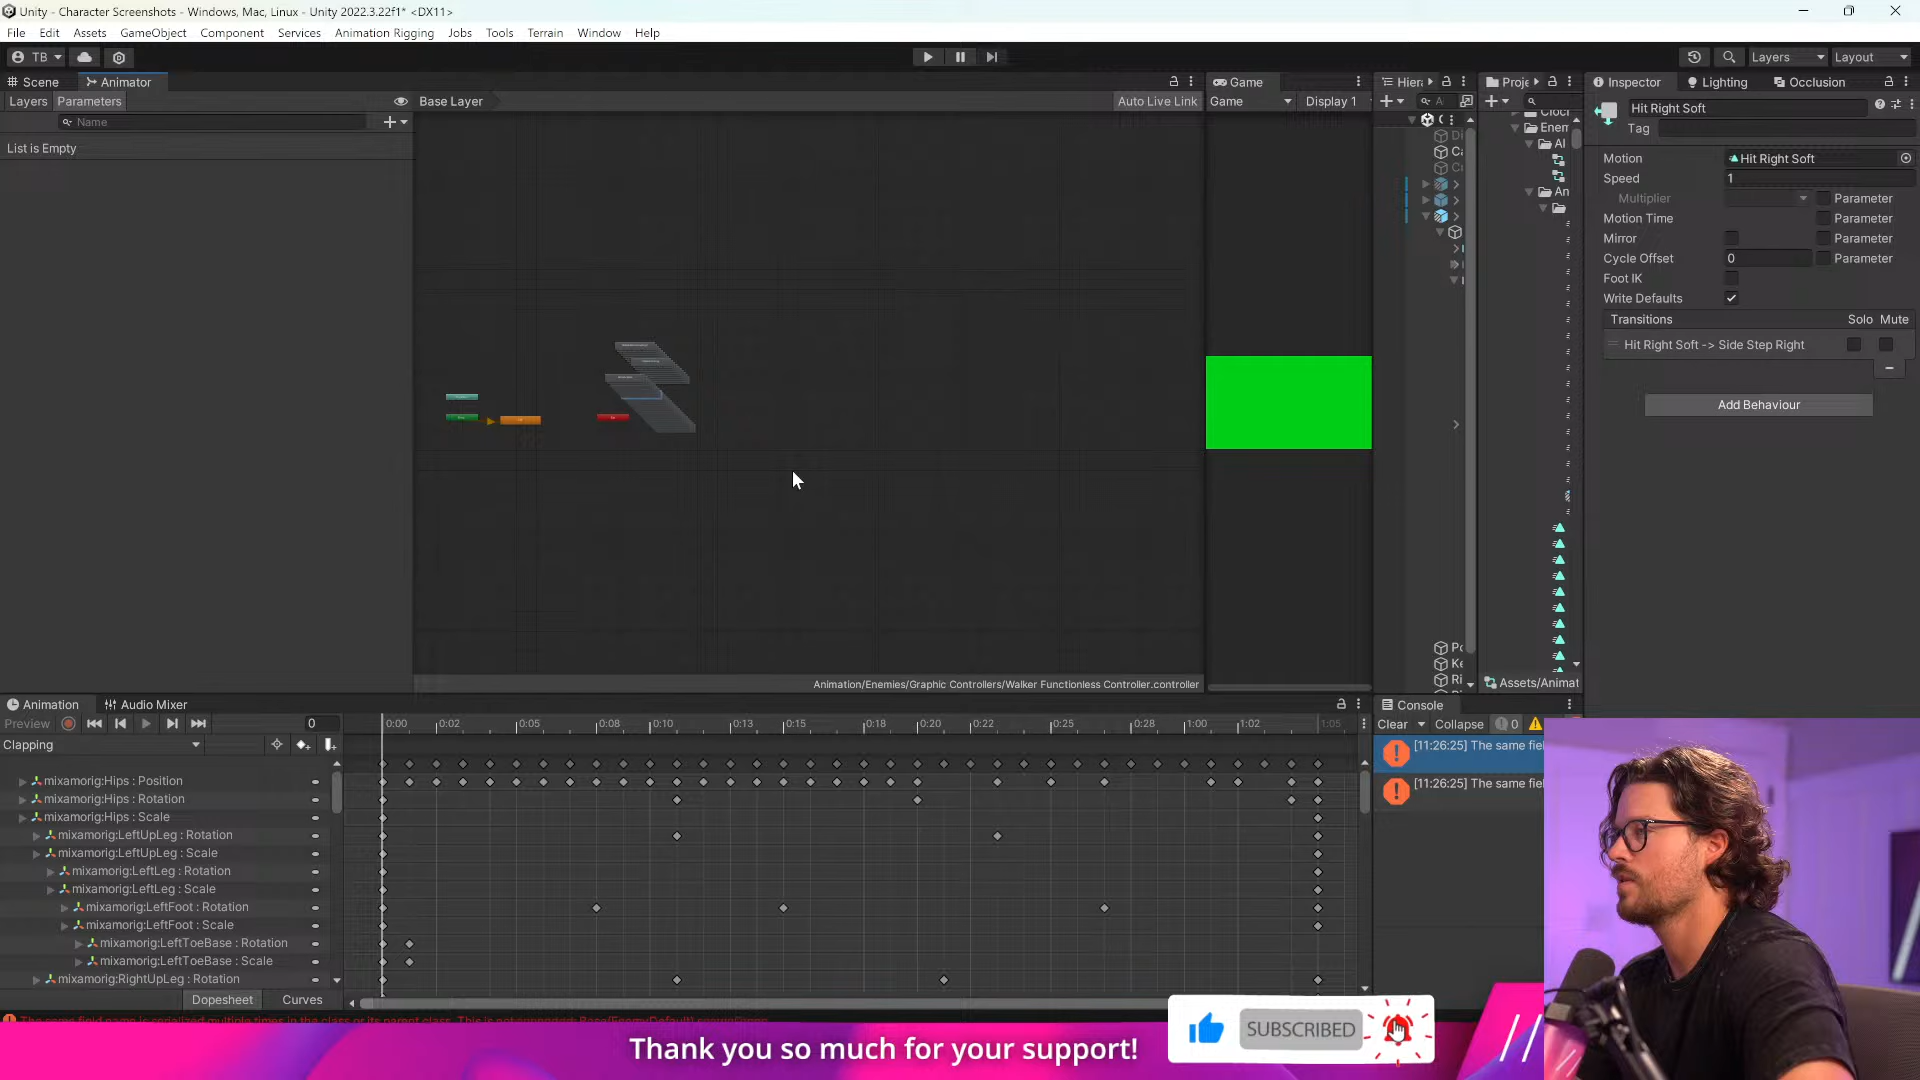 Unity - Character Screenshots - Windows, Mac, Linux - Unity 2022.3.22f1* <DX11>
File Edit Assets GameObject Component Services Animation Rigging Jobs Tools Terrain Window Help
TB
Layers Layout
Scene Animator
Game
Hiera
Proje
Inspector Lighting Occlusion
Layers Parameters
Base Layer
Auto Live Link
Game Display 1
Hit Right Soft
Tag
Name
List is Empty
Enem
AI
An
Motion Hit Right Soft
Speed 1
Multiplier Parameter
Motion Time Parameter
Mirror Parameter
Cycle Offset 0 Parameter
Foot IK
Write Defaults
Transitions Solo Mute
Hit Right Soft -> Side Step Right
Add Behaviour
Animation/Enemies/Graphic Controllers/Walker Functionless Controller.controller
Assets/Animat
Animation Audio Mixer
Console
Preview 0
0:00 0:02 0:05 0:08 0:10 0:13 0:15 0:18 0:20 0:22 0:25 0:28 1:00 1:02 1:05
Clear Collapse 0
Clapping
[11:26:25] The same fiel
[11:26:25] The same fiel
mixamorig:Hips : Position
mixamorig:Hips : Rotation
mixamorig:Hips : Scale
mixamorig:LeftUpLeg : Rotation
mixamorig:LeftUpLeg : Scale
mixamorig:LeftLeg : Rotation
mixamorig:LeftLeg : Scale
mixamorig:LeftFoot : Rotation
mixamorig:LeftFoot : Scale
mixamorig:LeftToeBase : Rotation
mixamorig:LeftToeBase : Scale
mixamorig:RightUpLeg : Rotation
Dopesheet Curves
Thank you so much for your support!
SUBSCRIBED